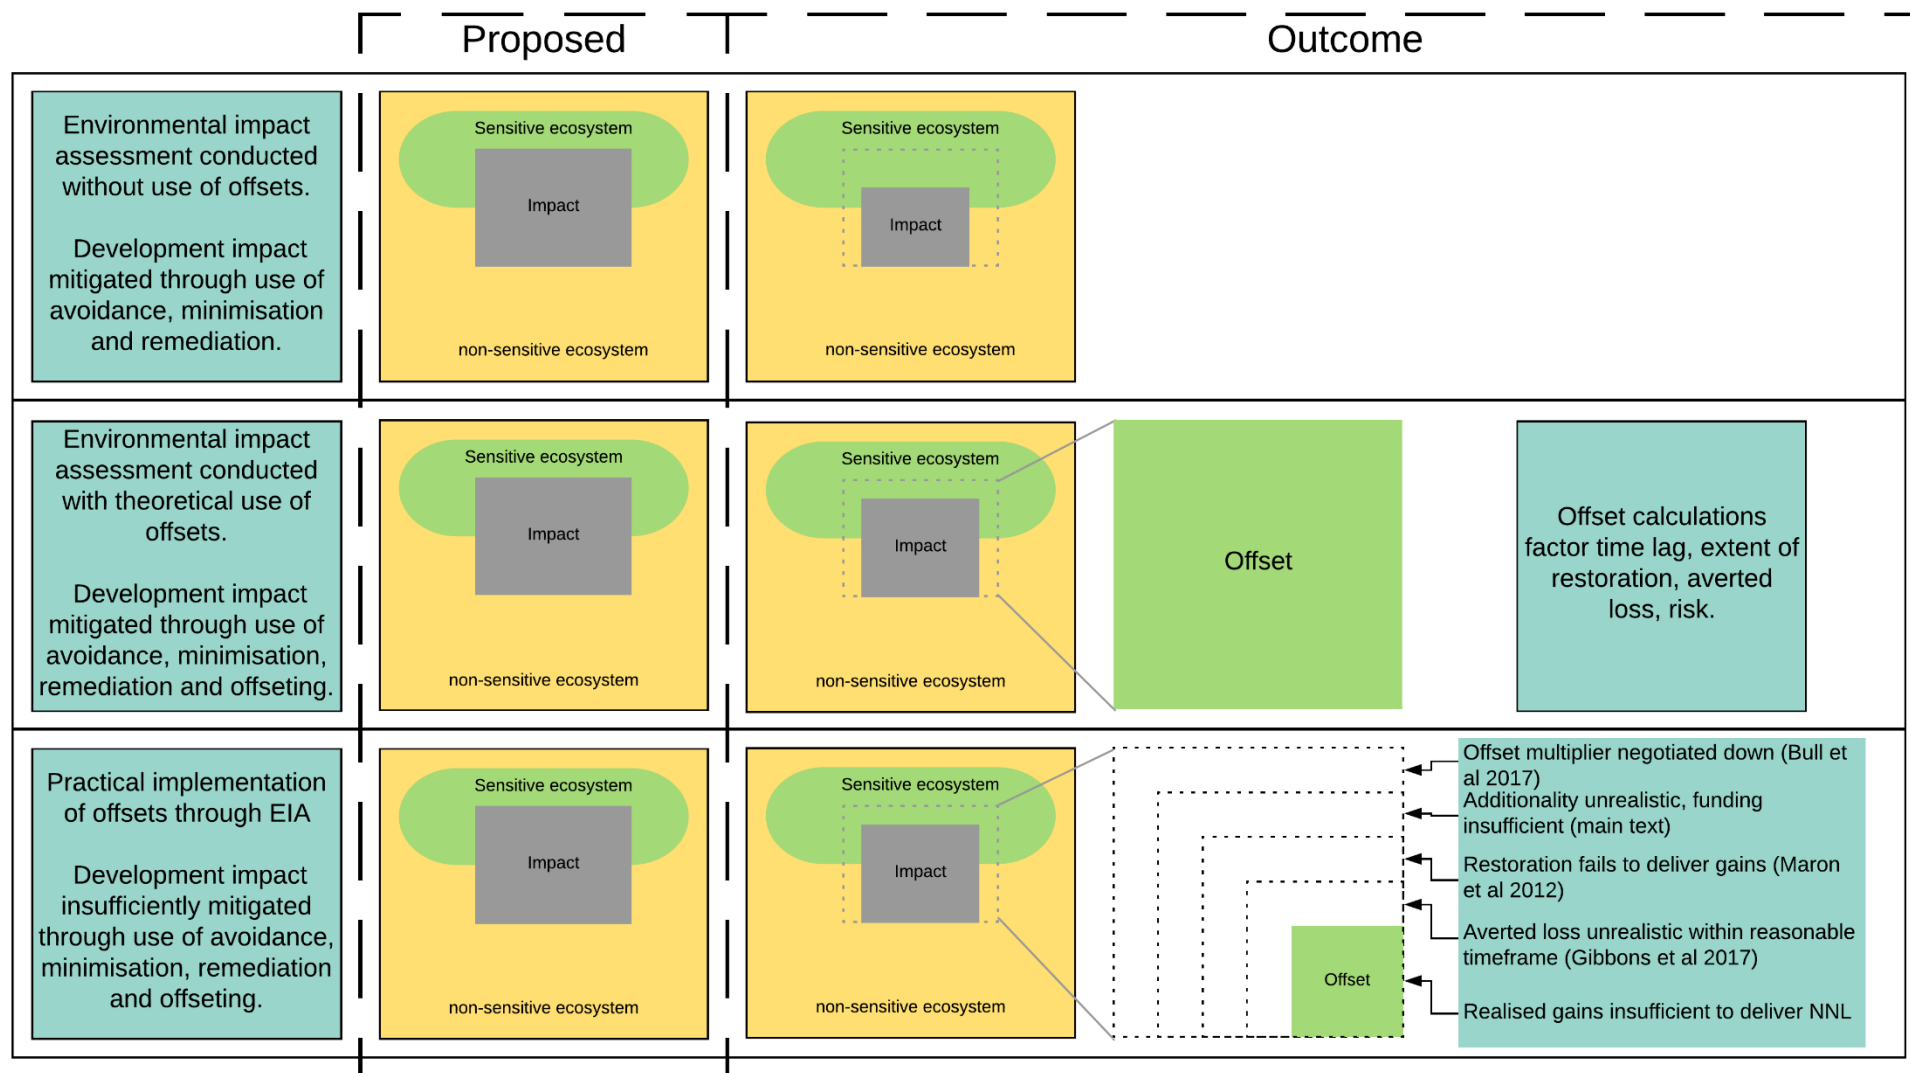 Proposed
Outcome
Environmental impact
assessment conducted
without use of offsets.
Development impact
mitigated through use of
avoidance, minimisation
and remediation.
Sensitive ecosystem
Impact
non-sensitive ecosystem
Sensitive ecosystem
Impact
non-sensitive ecosystem
Environmental impact
assessment conducted
with theoretical use of
offsets.
Development impact
mitigated through use of
avoidance, minimisation,
remediation and offseting.
Sensitive ecosystem
Impact
non-sensitive ecosystem
Sensitive ecosystem
Impact
non-sensitive ecosystem
Offset
Offset calculations
factor time lag, extent of
restoration, averted
loss, risk.
Practical implementation
of offsets through EIA
Development impact
insufficiently mitigated
through use of avoidance,
minimisation, remediation
and offseting.
Sensitive ecosystem
Impact
non-sensitive ecosystem
Sensitive ecosystem
Impact
non-sensitive ecosystem
Offset
Offset multiplier negotiated down (Bull et
al 2017)
Additionality unrealistic, funding
insufficient (main text)
Restoration fails to deliver gains (Maron
et al 2012)
Averted loss unrealistic within reasonable
timeframe (Gibbons et al 2017)
Realised gains insufficient to deliver NNL